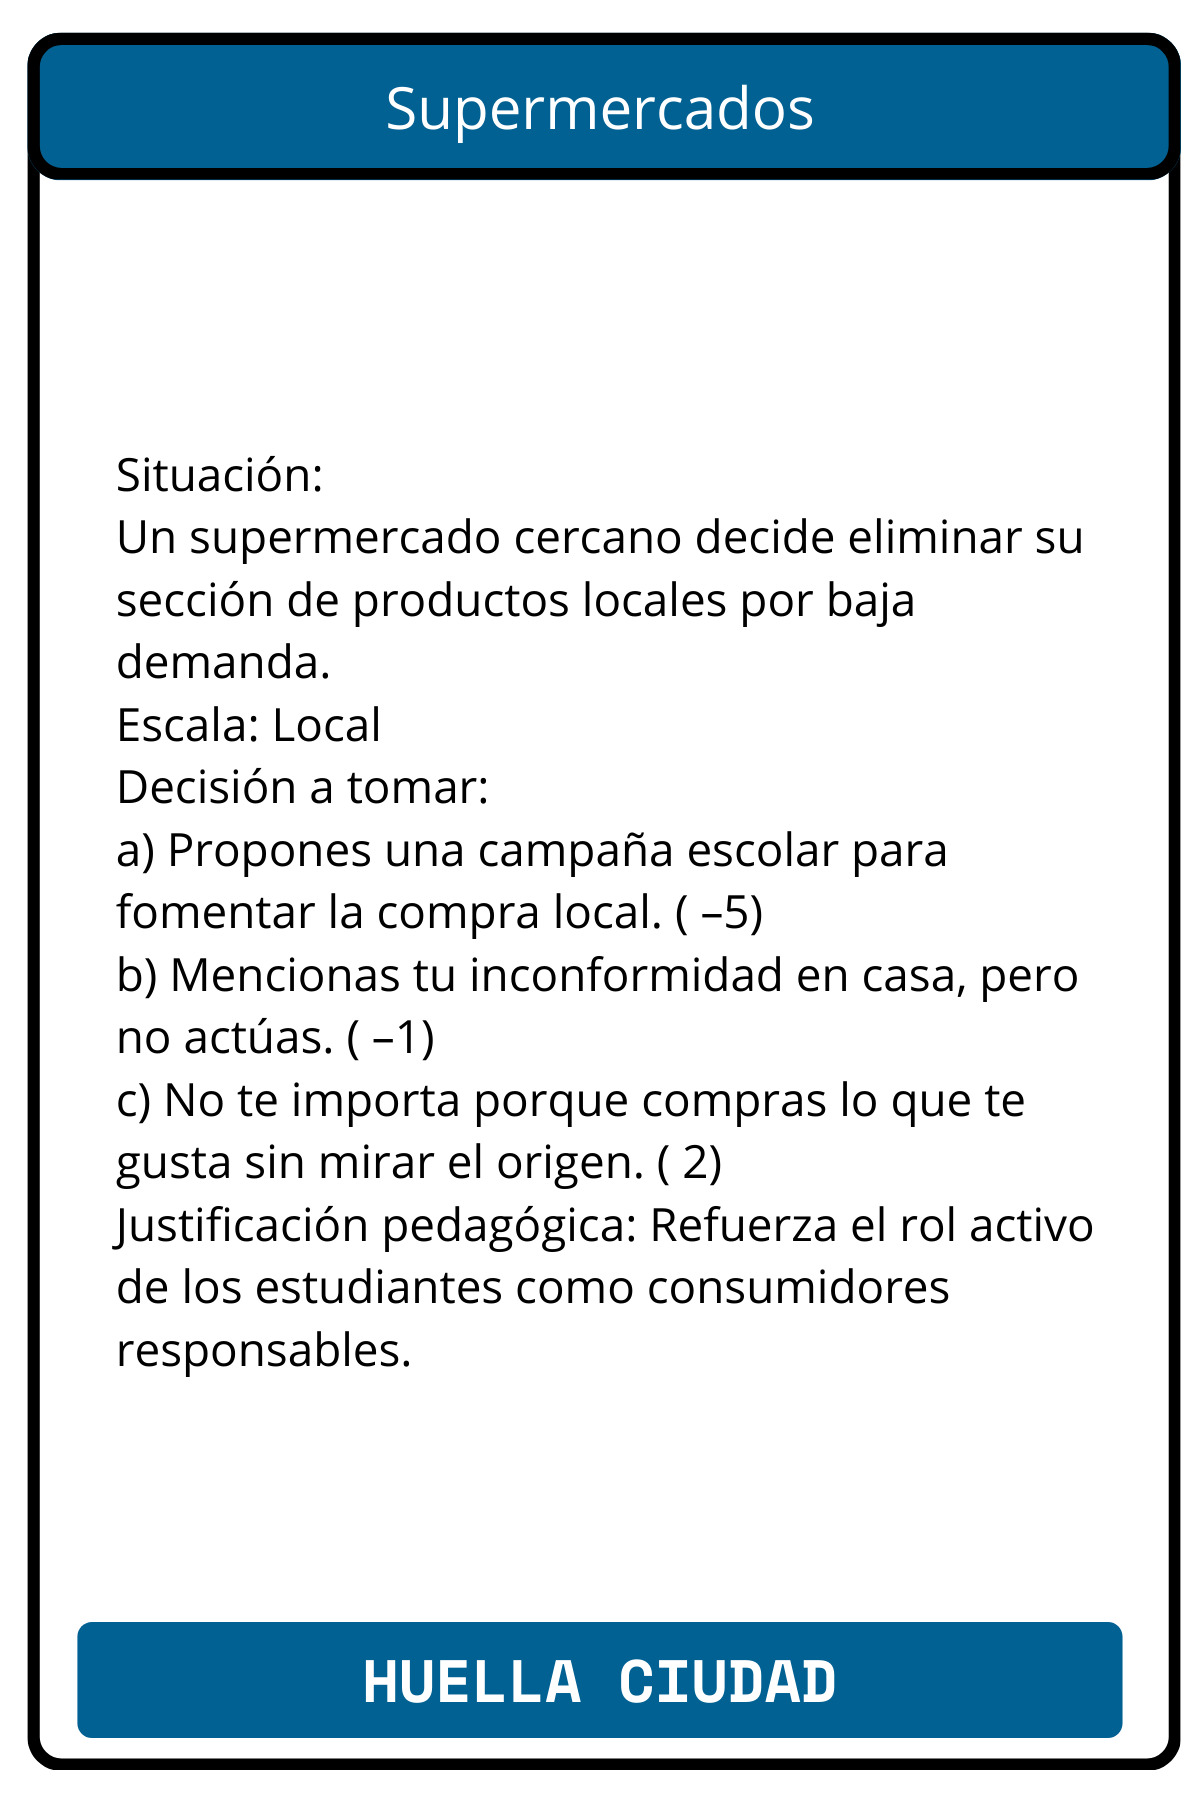 Supermercados
Situación:
Un supermercado cercano decide eliminar su
sección de productos locales por baja
demanda.
Escala: Local
Decisión a tomar:
a) Propones una campaña escolar para
fomentar la compra local. ( –5)
b) Mencionas tu inconformidad en casa, pero
no actúas. ( –1)
c) No te importa porque compras lo que te
gusta sin mirar el origen. ( 2)
Justificación pedagógica: Refuerza el rol activo
de los estudiantes como consumidores
responsables.
HUELLA CIUDAD